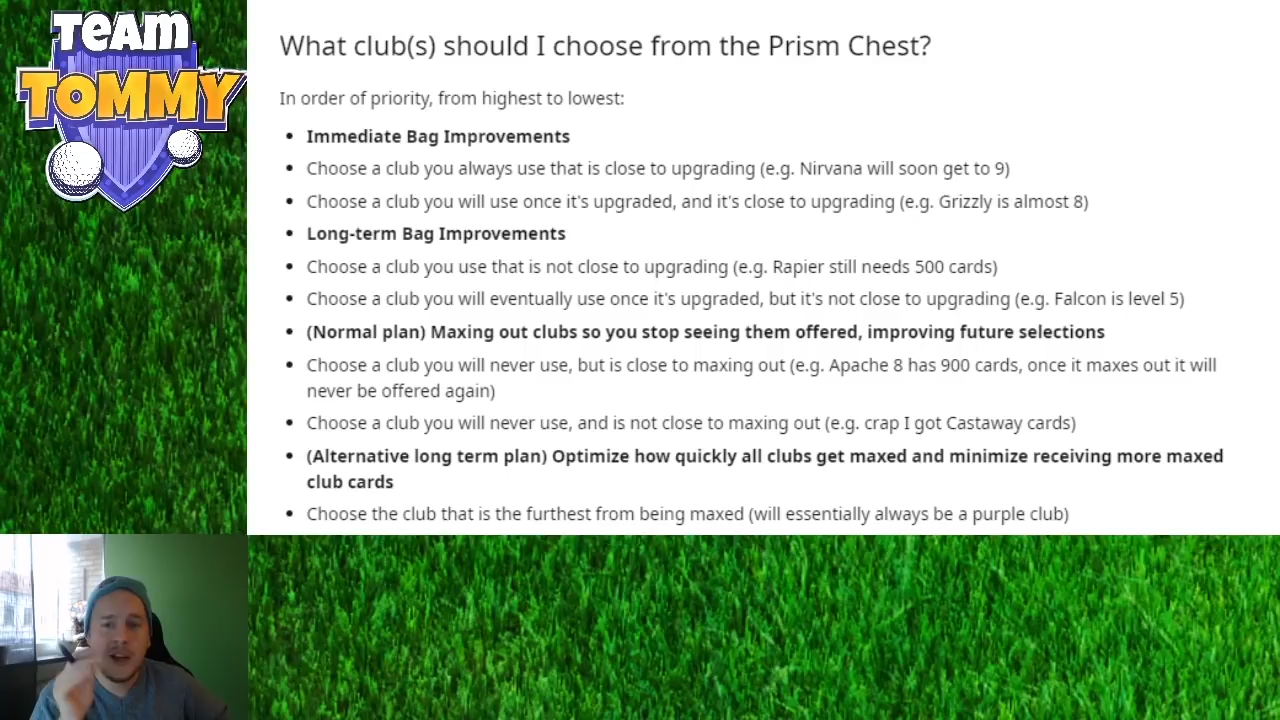 TEAM
TOMMY
What club(s) should I choose from the Prism Chest?
In order of priority, from highest to lowest:
• Immediate Bag Improvements
• Choose a club you always use that is close to upgrading (e.g. Nirvana will soon get to 9)
• Choose a club you will use once it's upgraded, and it's close to upgrading (e.g. Grizzly is almost 8)
• Long-term Bag Improvements
• Choose a club you use that is not close to upgrading (e.g. Rapier still needs 500 cards)
• Choose a club you will eventually use once it's upgraded, but it's not close to upgrading (e.g. Falcon is level 5)
• (Normal plan) Maxing out clubs so you stop seeing them offered, improving future selections
• Choose a club you will never use, but is close to maxing out (e.g. Apache 8 has 900 cards, once it maxes out it will
never be offered again)
• Choose a club you will never use, and is not close to maxing out (e.g. crap I got Castaway cards)
• (Alternative long term plan) Optimize how quickly all clubs get maxed and minimize receiving more maxed
club cards
• Choose the club that is the furthest from being maxed (will essentially always be a purple club)